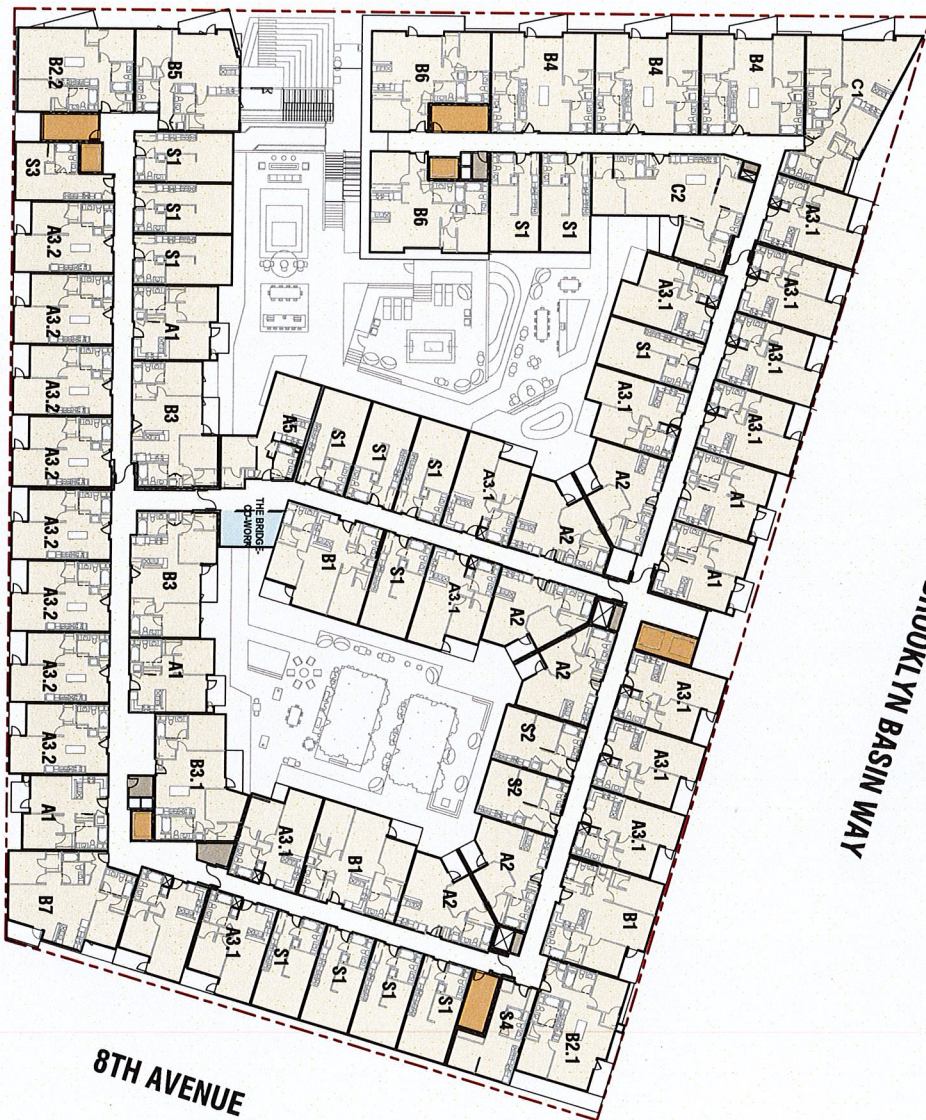 B2.2
B5
B6
B4
B4
B4
C1
S3
S1
B6
S1
S1
C2
A3.1
A3.2
S1
A3.1
A3.1
A3.2
S1
S1
A3.1
A3.2
A1
A3.1
A3.1
A3.2
B3
A5
S1
S1
S1
A3.1
A2
A2
A1
A1
A3.2
THE BRIDGE-
CO-WORK
A3.2
B3
B1
S1
A3.1
A2
A2
A3.1
BROOKLYN BASIN WAY
A3.2
A1
S2
A3.1
A3.2
B3.1
S2
A3.1
A1
A3.1
B1
A2
A2
B1
B7
A3.1
S1
S1
S1
S1
S4
B2.1
8TH AVENUE